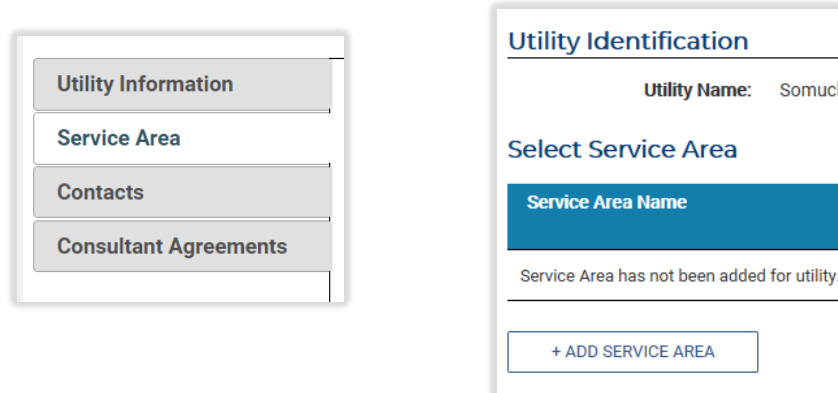 Utility Information
Service Area
Contacts
Consultant Agreements
Utility Identification
Utility Name:
Select Service Area
Service Area Name
Service Area has not been added for utility.
+ ADD SERVICE AREA